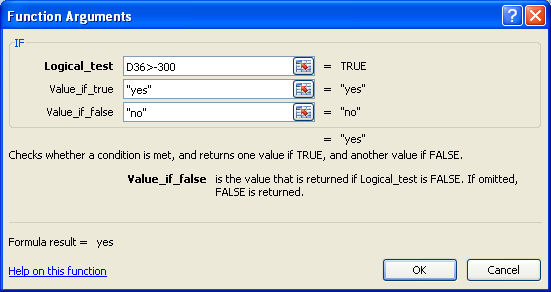 Function Arguments
IF
Logical_test D36>-300 = TRUE
Value_if_true "yes" = "yes"
Value_if_false "no" = "no"
= "yes"
Checks whether a condition is met, and returns one value if TRUE, and another value if FALSE.
Value_if_false is the value that is returned if Logical_test is FALSE. If omitted,
FALSE is returned.
Formula result = yes
Help on this function OK Cancel